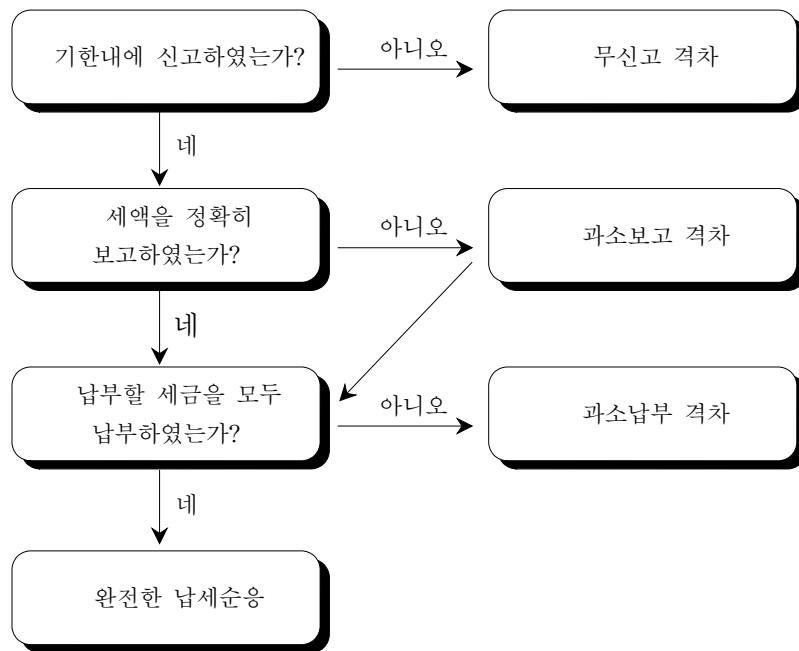 기한내에 신고하였는가?
아니오
무신고 격차
네
세액을 정확히
보고하였는가?
아니오
과소보고 격차
네
납부할 세금을 모두
납부하였는가?
아니오
과소납부 격차
네
완전한 납세순응